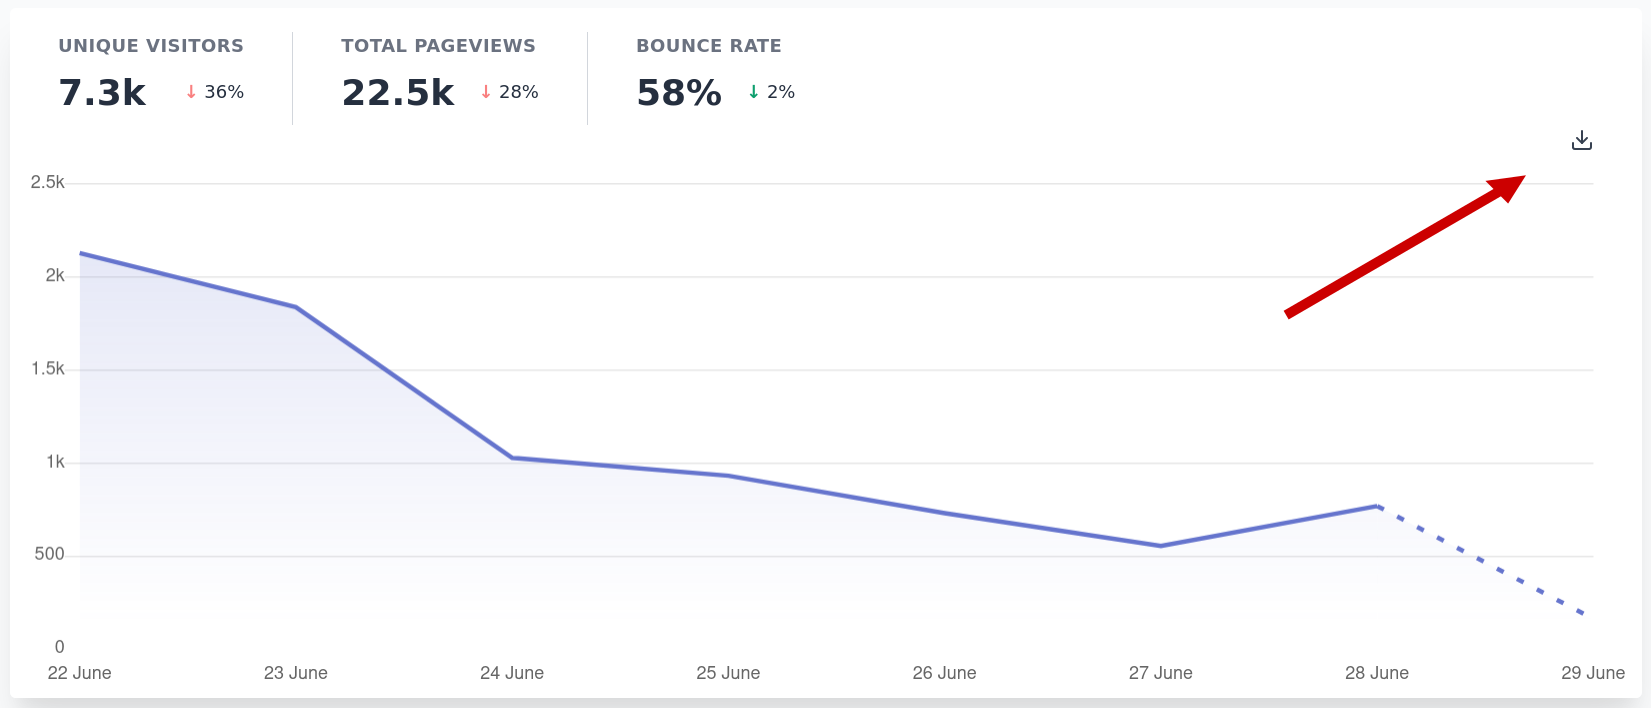 UNIQUE VISITORS
7.3k ↓ 36%
TOTAL PAGEVIEWS
22.5k ↓ 28%
BOUNCE RATE
58% ↓ 2%
2.5k
2k
1.5k
1k
500
0
22 June 23 June 24 June 25 June 26 June 27 June 28 June 29 June